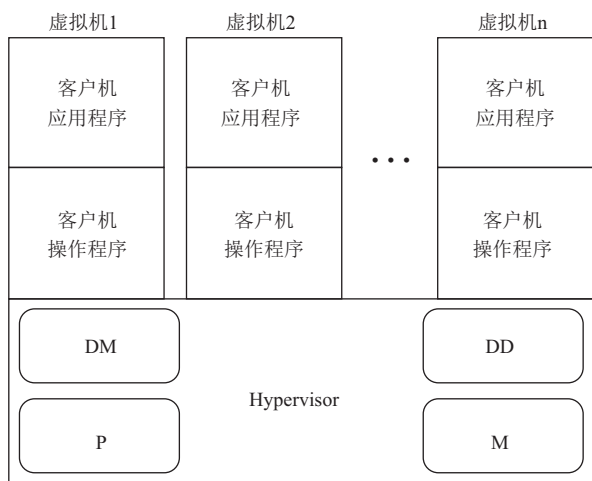 虚拟机1 虚拟机2 虚拟机n
客户机 客户机 客户机
应用程序 应用程序 应用程序
...
客户机 客户机 客户机
操作程序 操作程序 操作程序
DM DD
Hypervisor
P M